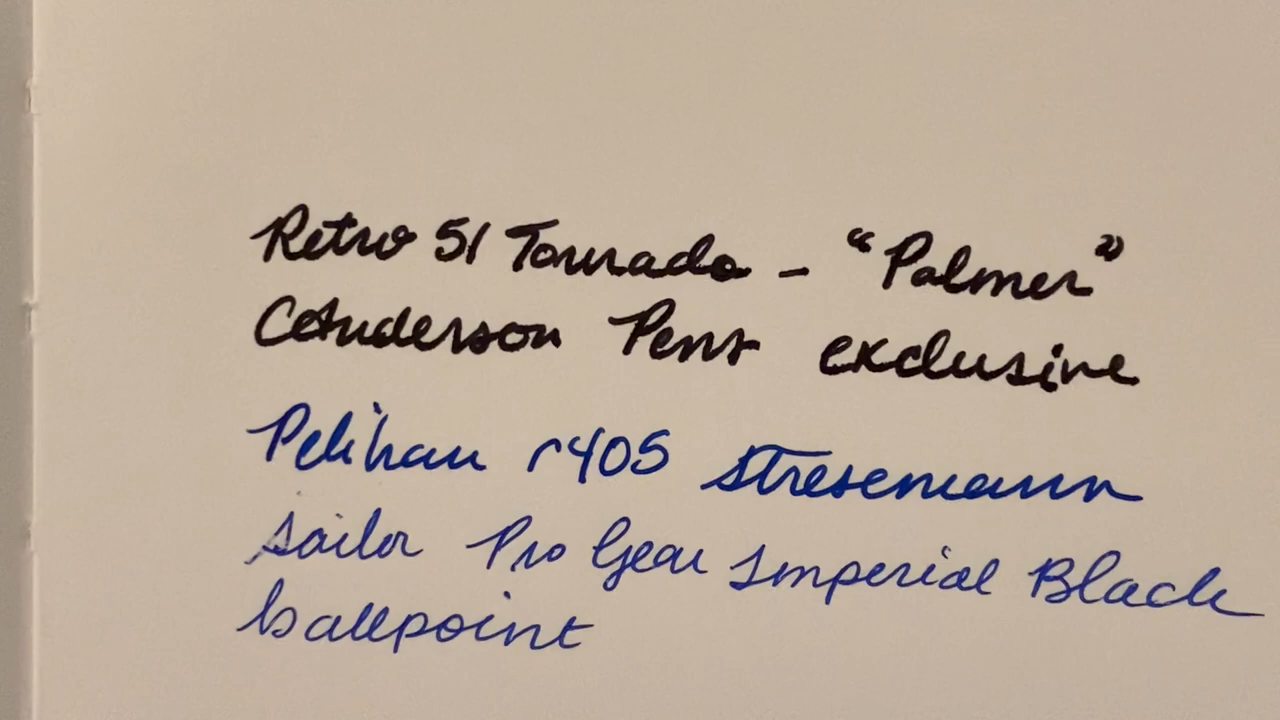 Retro 51 Tornado - "Palmer"
C Anderson Pens exclusive
Pelikan r405 Stresemann
Sailor Pro Gear Imperial Black
ballpoint